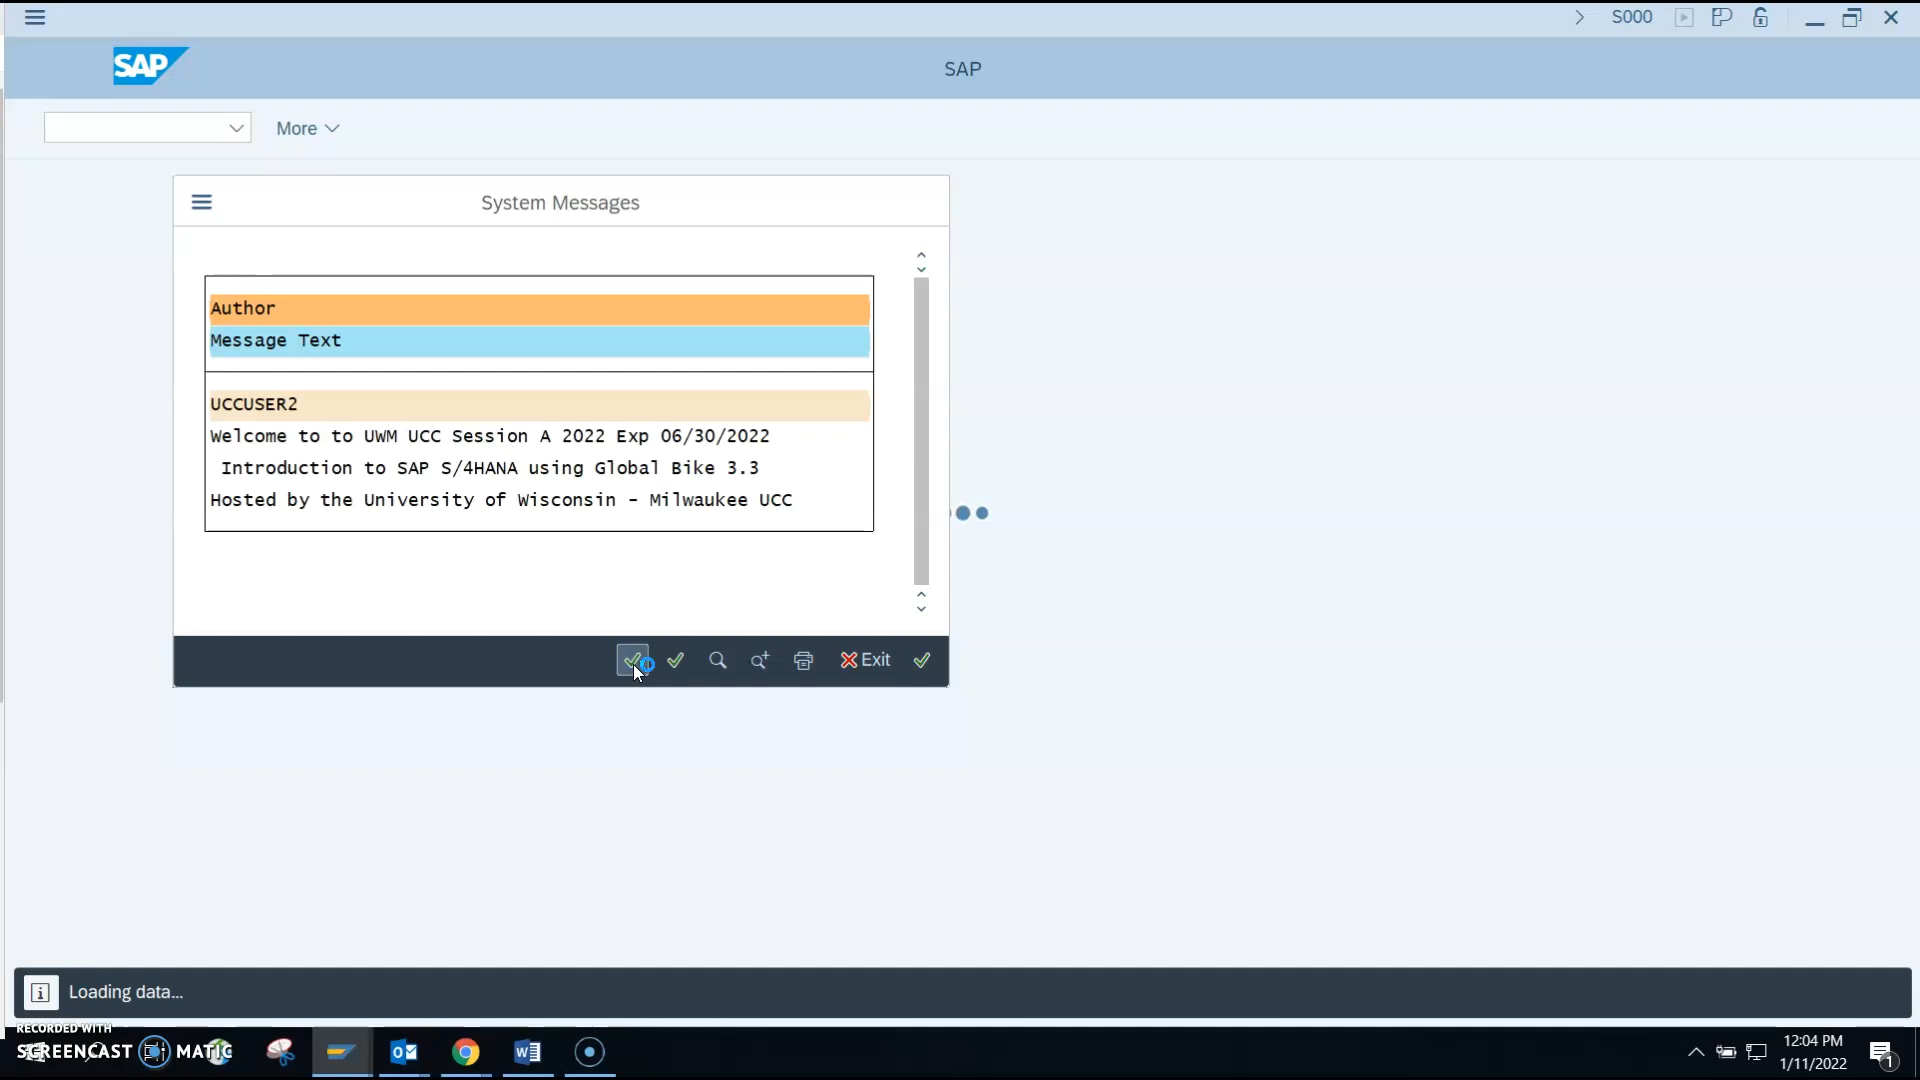 S000
SAP
SAP
More
System Messages
Author
Message Text
UCCUSER2
Welcome to to UWM UCC Session A 2022 Exp 06/30/2022
Introduction to SAP S/4HANA using Global Bike 3.3
Hosted by the University of Wisconsin - Milwaukee UCC
Exit
Loading data...
RECORDED WITH
SCREENCAST MATIC
12:04 PM
1/11/2022
1